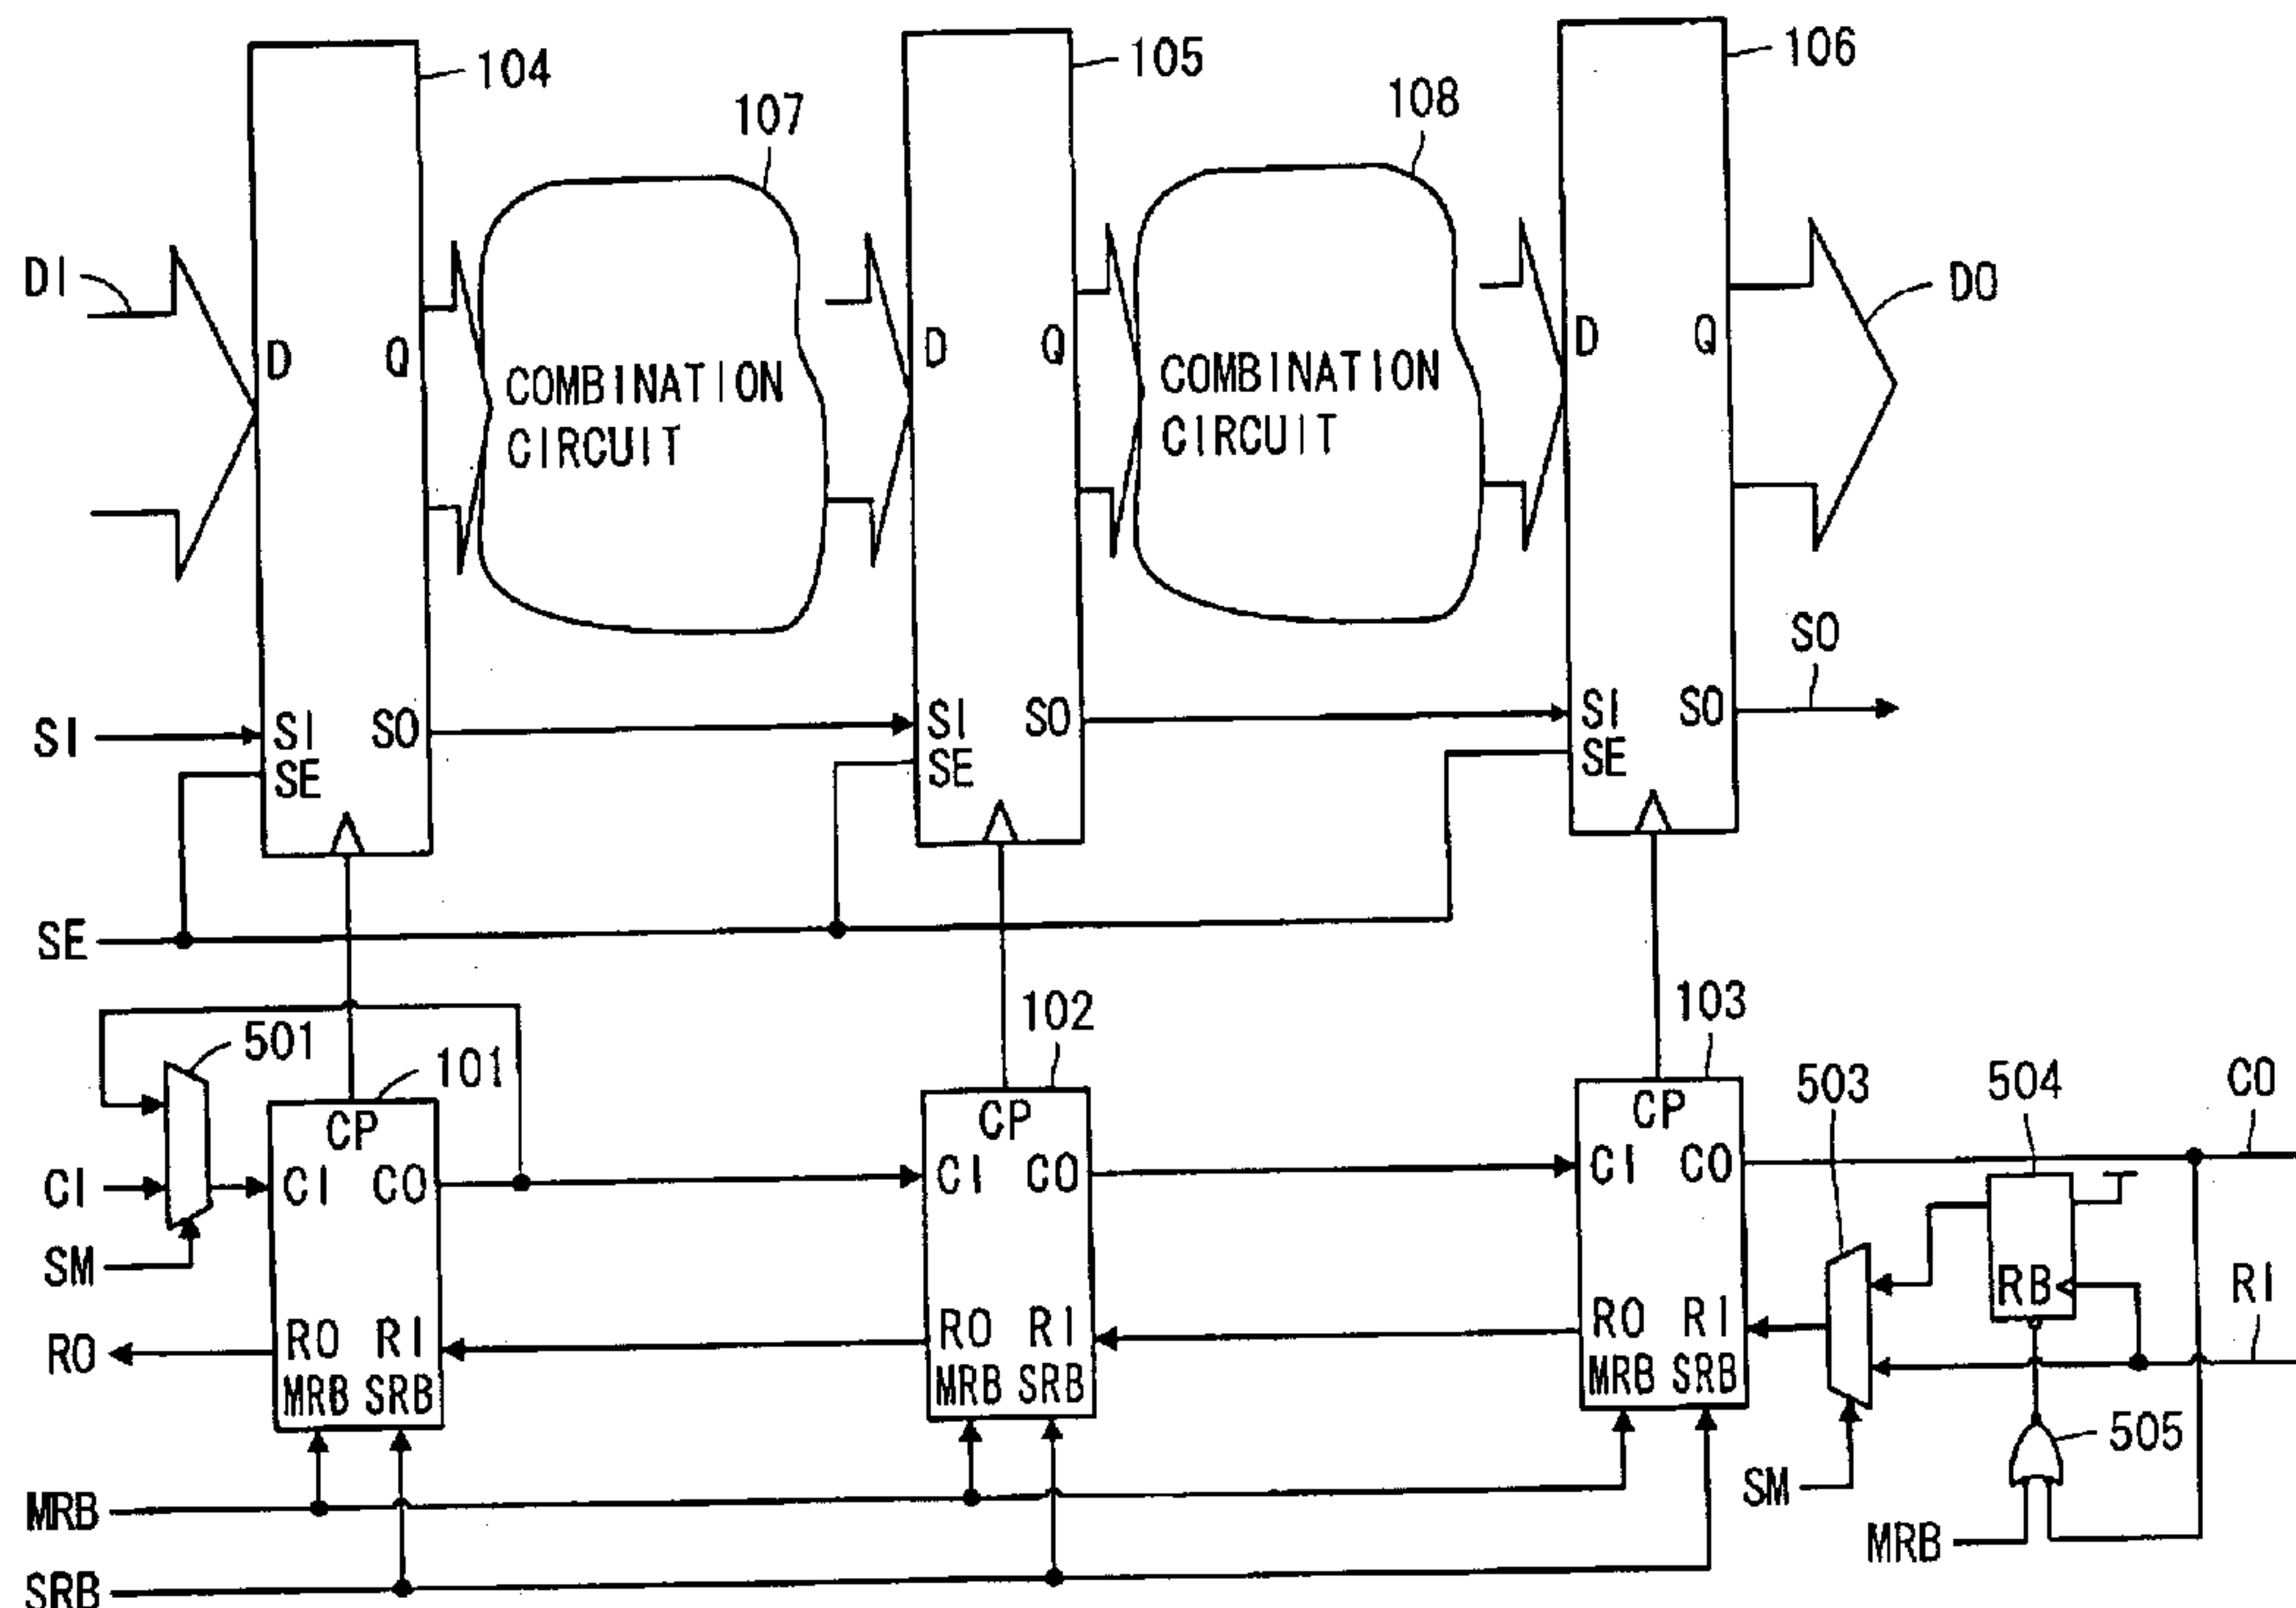 104
105
106
107
108
DI
D
Q
COMBINATION
CIRCUIT
D
Q
COMBINATION
CIRCUIT
D
Q
DO
SO
SI
SI
SO
SE
SI
SO
SE
SI
SO
SE
SE
501
101
102
103
503
504
CO
CP
CP
CP
CI
CI
CO
CI
CO
CI
CO
SM
RB
RI
RO
RO
RI
MRB
SRB
RO
RI
MRB
SRB
RO
RI
MRB
SRB
505
SM
MRB
MRB
SRB